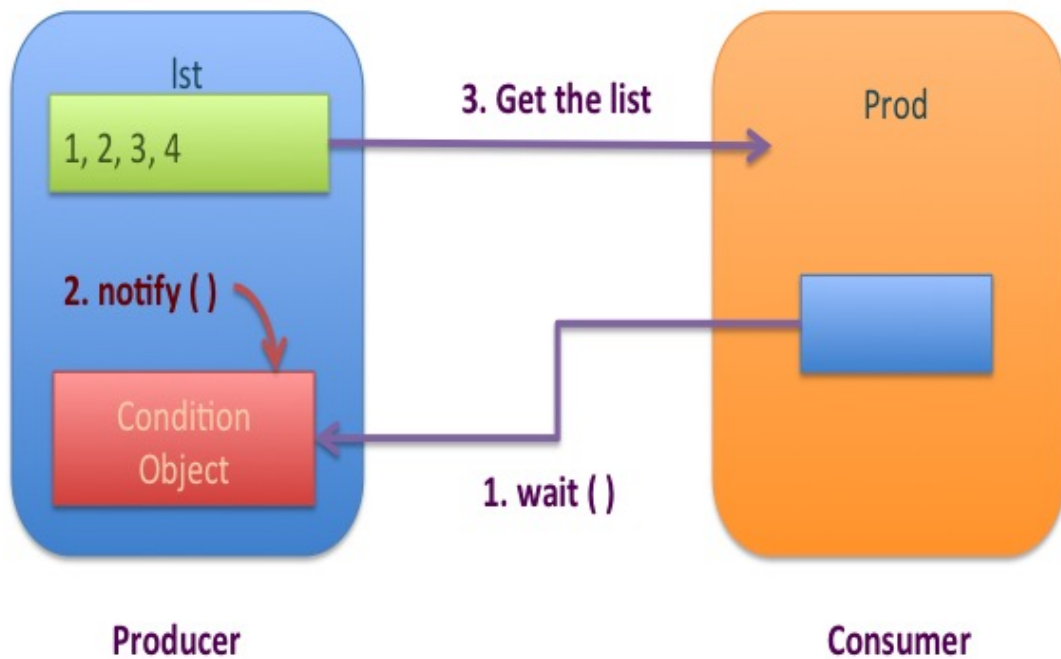 lst
1, 2, 3, 4
3. Get the list
Prod
2. notify ( )
Condition
Object
1. wait ( )
Producer
Consumer